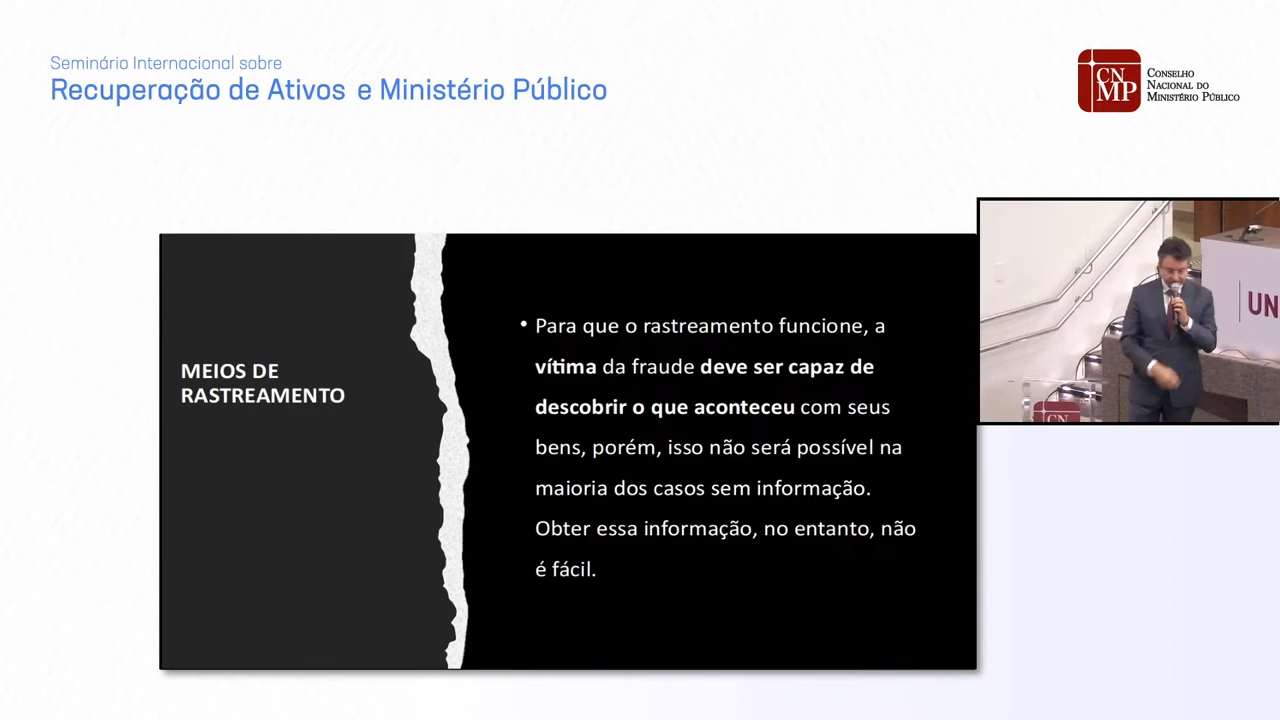 Seminário Internacional sobre
Recuperação de Ativos e Ministério Público
CN
MP
CONSELHO
NACIONAL DO
MINISTÉRIO PÚBLICO
MEIOS DE
RASTREAMENTO
• Para que o rastreamento funcione, a
vítima da fraude deve ser capaz de
descobrir o que aconteceu com seus
bens, porém, isso não será possível na
maioria dos casos sem informação.
Obter essa informação, no entanto, não
é fácil.
UN
CN